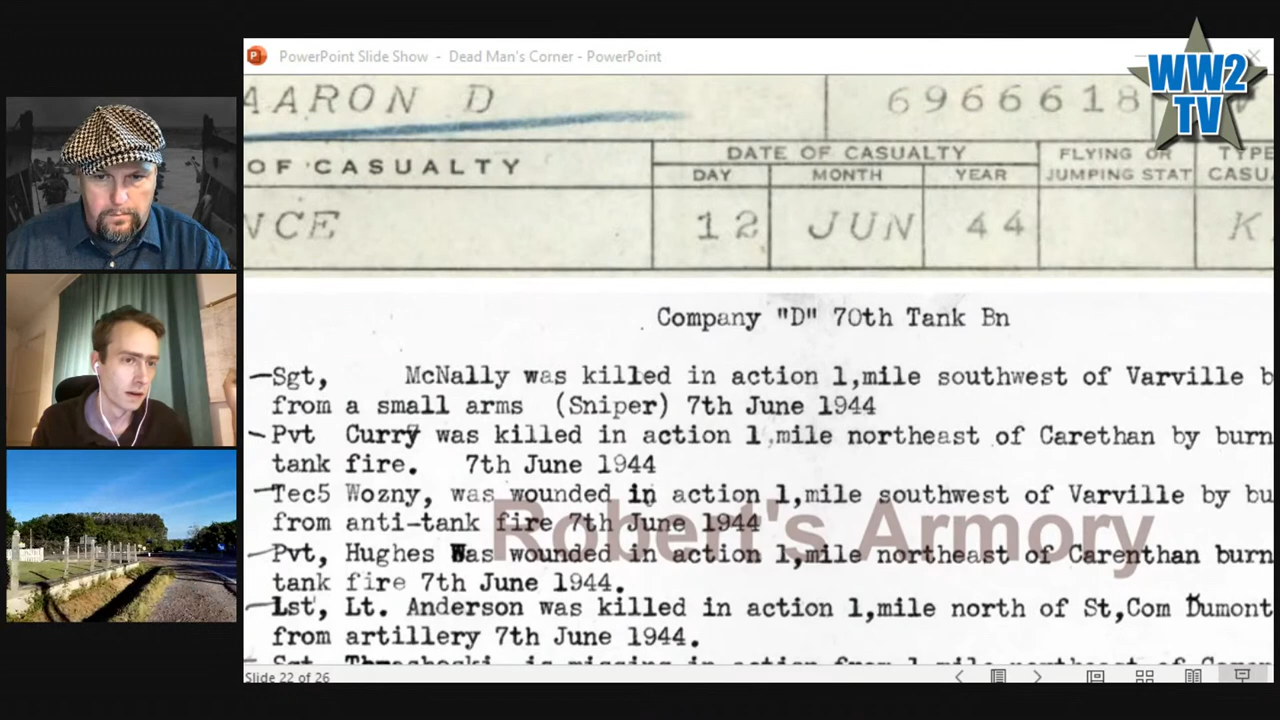 PowerPoint Slide Show - Dead Man's Corner - PowerPoint
WW2
TV
AARON D
6966618
OF CASUALTY
DATE OF CASUALTY
FLYING OR
JUMPING STAT
TYPE
CASU
DAY
MONTH
YEAR
NCE
12
JUN
44
K
Company "D" 70th Tank Bn
Sgt, McNally was killed in action 1,mile southwest of Varville b
from a small arms (Sniper) 7th June 1944
Pvt Curry was killed in action 1,mile northeast of Carethan by burn
tank fire. 7th June 1944
Tec5 Wozny, was wounded in action 1,mile southwest of Varville by bu
from anti-tank fire 7th June 1944
Robert's Armory
Pvt, Hughes Was wounded in action 1,mile northeast of Carenthan burn
tank fire 7th June 1944.
Lst, Lt. Anderson was killed in action 1,mile north of St,Com Dumont
from artillery 7th June 1944.
Slide 22 of 26